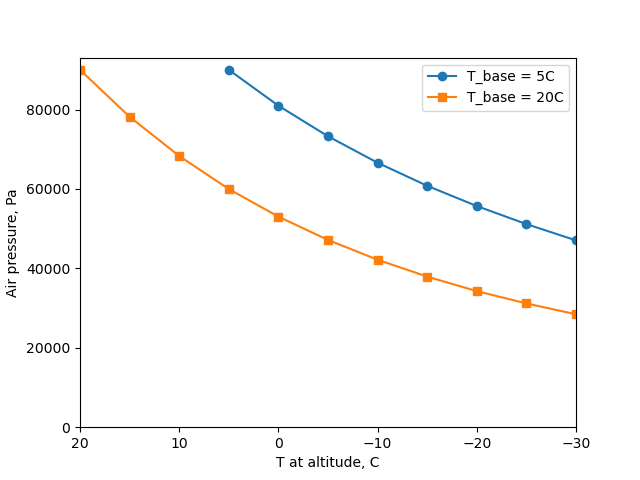 T_base = 5C
T_base = 20C
80000
60000
40000
20000
0
20
10
0
−10
−20
−30
Air pressure, Pa
T at altitude, C